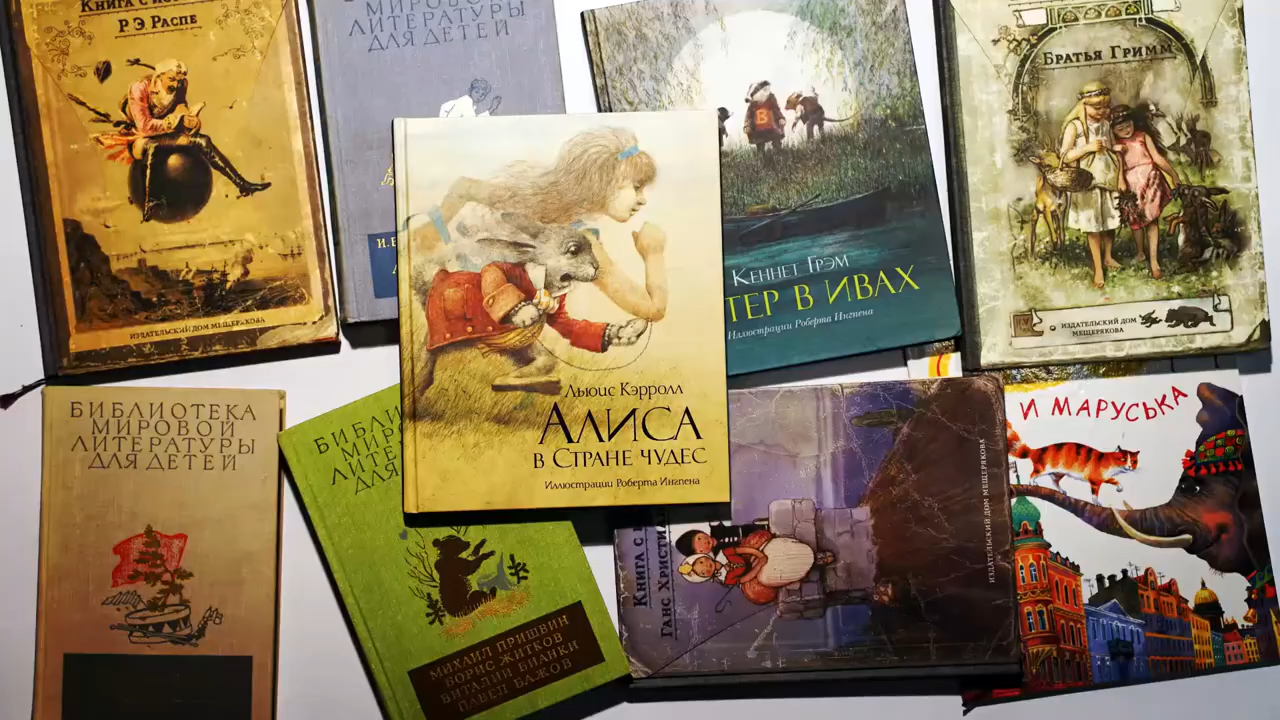 Книга с
Р.Э. Распе
ИЗДАТЕЛЬСКИЙ ДОМ МЕЩЕРЯКОВА
МИРОВОЙ
ЛИТЕРАТУРЫ
ДЛЯ ДЕТЕЙ
Кеннет Грэм
в ивах
Иллюстрации Роберта Ингпена
Братья Гримм
ИЗДАТЕЛЬСКИЙ ДОМ
МЕЩЕРЯКОВА
Льюис Кэрролл
Алиса
в Стране чудес
Иллюстрации Роберта Ингпена
БИБЛИОТЕКА
МИРОВОЙ
ЛИТЕРАТУРЫ
ДЛЯ ДЕТЕЙ
МИХАИЛ ПРИШВИН
БОРИС ЖИТКОВ
ВИТАЛИЙ БИАНКИ
ПАВЕЛ БАЖОВ
Книга с
Ганс
ИЗДАТЕЛЬСКИЙ ДОМ МЕЩЕРЯКОВА
И МАРУСЬКА